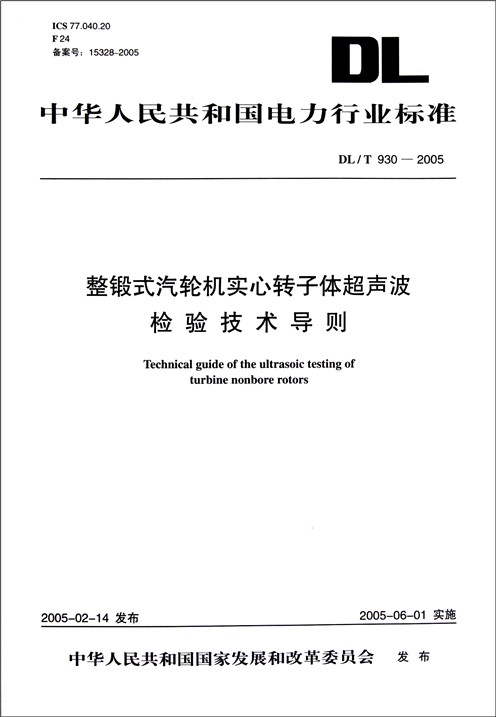 ICS 77.040.20
F 24
备案号：15328-2005
DL
中华人民共和国电力行业标准
DL / T 930 — 2005
整锻式汽轮机实心转子体超声波
检验技术导则
Technical guide of the ultrasoic testing of
turbine nonbore rotors
2005-02-14 发布
2005-06-01 实施
中华人民共和国国家发展和改革委员会 发布